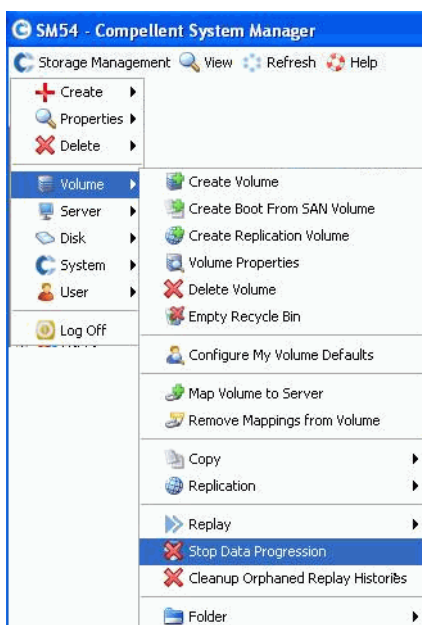 SM54 - Compellent System Manager
Storage Management View Refresh Help
Create
Properties
Delete
Volume
Server
Disk
System
User
Log Off
Create Volume
Create Boot From SAN Volume
Create Replication Volume
Volume Properties
Delete Volume
Empty Recycle Bin
Configure My Volume Defaults
Map Volume to Server
Remove Mappings from Volume
Copy
Replication
Replay
Stop Data Progression
Cleanup Orphaned Replay Histories
Folder